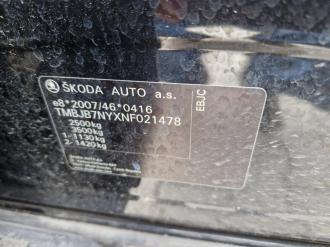 ŠKODA AUTO a.s.
e8*2007/46*0416
TMBJB7NYXNF021478
2500kg
3500kg
1- 1130kg
2- 1420kg
EBJC